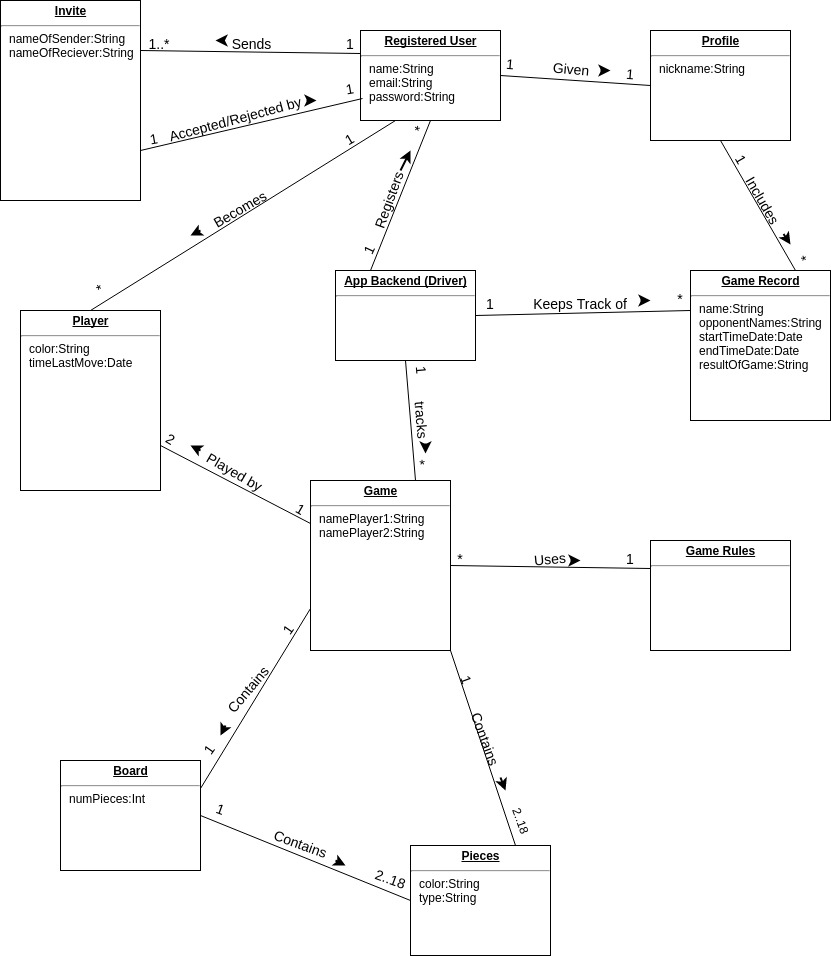 Invite
nameOfSender:String
nameOfReciever:String
1..*
Sends
1
Registered User
name:String
email:String
password:String
1
Given
1
Profile
nickname:String
1
Accepted/Rejected by
1
1
Becomes
*
*
Registers
1
1
Includes
*
App Backend (Driver)
1
Keeps Track of
*
Game Record
name:String
opponentNames:String
startTimeDate:Date
endTimeDate:Date
resultOfGame:String
Player
color:String
timeLastMove:Date
1
tracks
*
2
Played by
1
Game
namePlayer1:String
namePlayer2:String
*
Uses
1
Game Rules
1
Contains
1
1
Contains
2..18
Board
numPieces:Int
1
Contains
2..18
Pieces
color:String
type:String